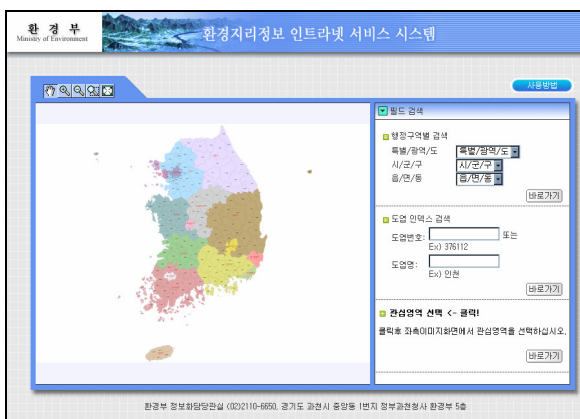 환 경 부
Ministry of Environment
환경지리정보 인트라넷 서비스 시스템
사용방법
필드 검색
행정구역별 검색
특별/광역/도 특별/광역/도
시/군/구 시/군/구
읍/면/동 읍/면/동
바로가기
도엽 인덱스 검색
도엽번호: 또는
Ex) 376112
도엽명:
Ex) 인천
바로가기
관심영역 선택 <- 클릭!
클릭후 좌측이미지화면에서 관심영역을 선택하십시오.
바로가기
환경부 정보화담당관실 (02)2110-6650, 경기도 과천시 중앙동 1번지 정부과천청사 환경부 5층